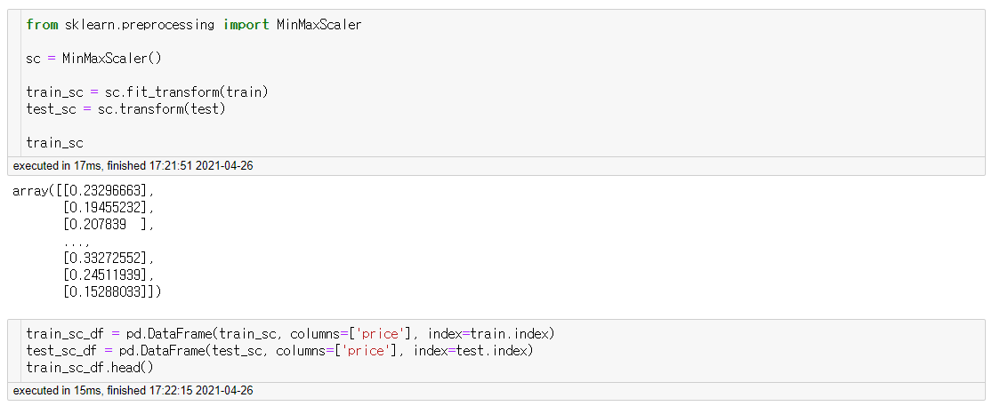 from sklearn.preprocessing import MinMaxScaler
sc = MinMaxScaler()
train_sc = sc.fit_transform(train)
test_sc = sc.transform(test)
train_sc
executed in 17ms, finished 17:21:51 2021-04-26
array([[0.23296663],
[0.19455232],
[0.207839  ],
...,
[0.33272552],
[0.24511939],
[0.15288033]])
train_sc_df = pd.DataFrame(train_sc, columns=['price'], index=train.index)
test_sc_df = pd.DataFrame(test_sc, columns=['price'], index=test.index)
train_sc_df.head()
executed in 15ms, finished 17:22:15 2021-04-26